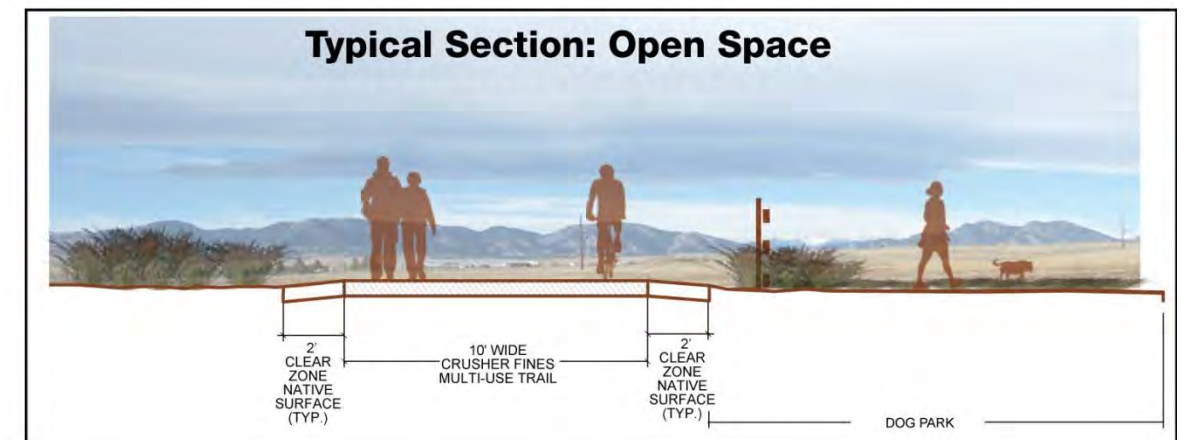 Typical Section: Open Space
2'
CLEAR
ZONE
NATIVE
SURFACE
(TYP.)
10' WIDE
CRUSHER FINES
MULTI-USE TRAIL
2'
CLEAR
ZONE
NATIVE
SURFACE
(TYP.)
DOG PARK